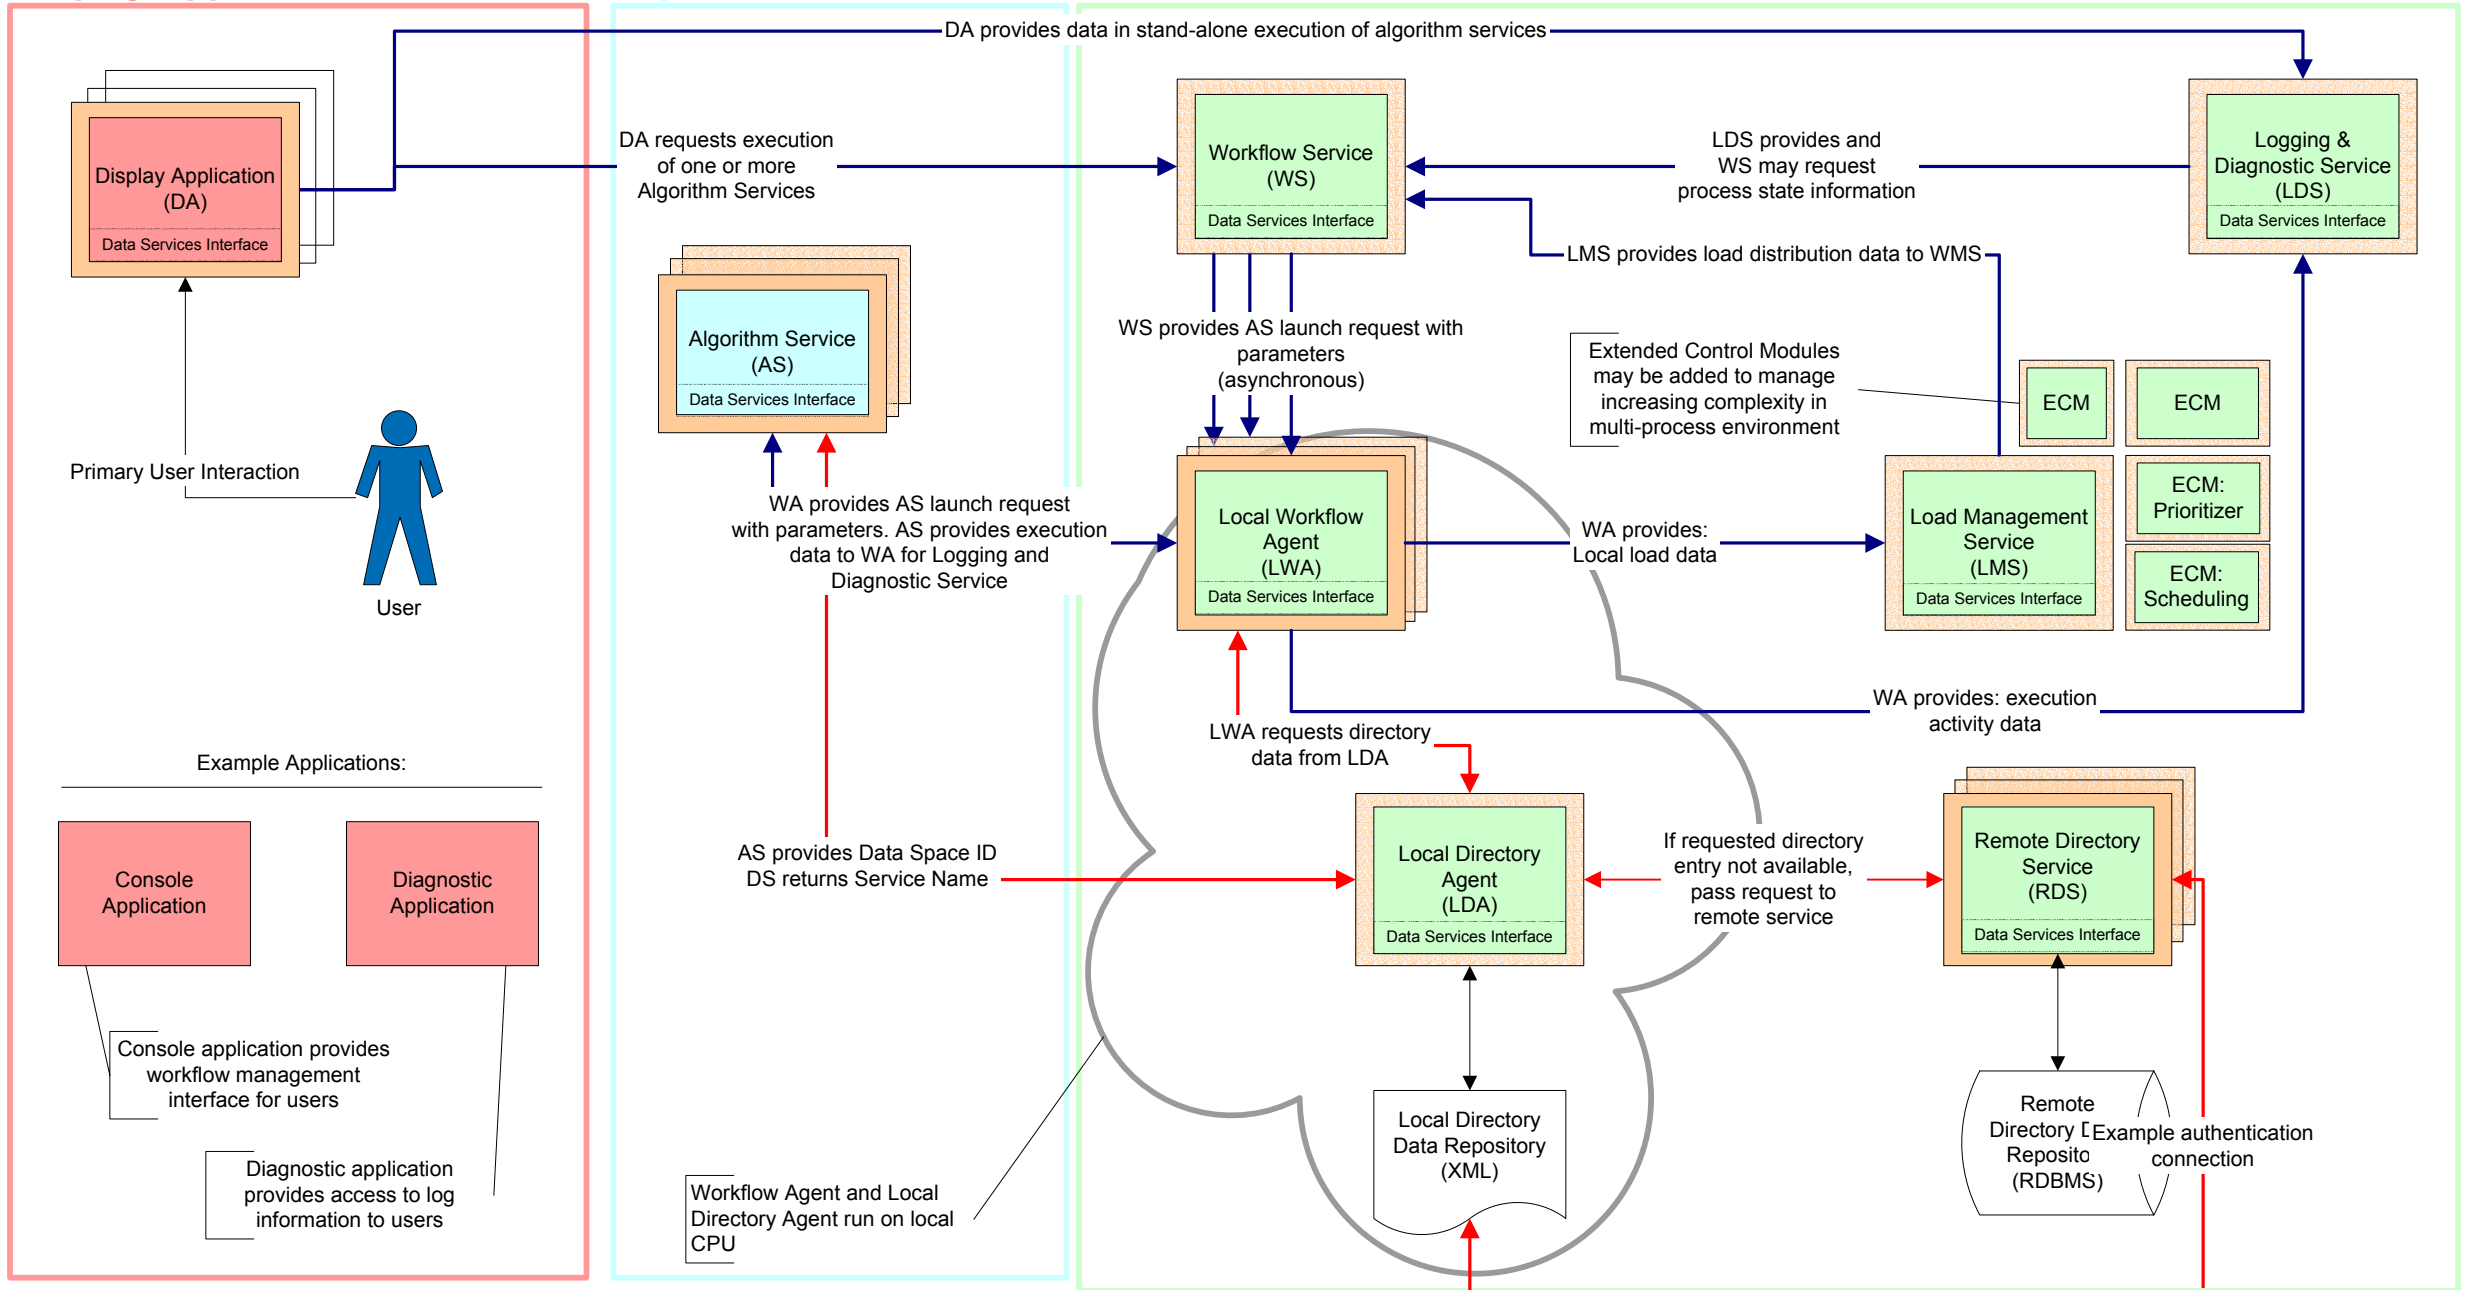 DA provides data in stand-alone execution of algorithm services
Display Application
(DA)
Data Services Interface
DA requests execution
of one or more
Algorithm Services
Workflow Service
(WS)
Data Services Interface
LDS provides and
WS may request
process state information
Logging &
Diagnostic Service
(LDS)
Data Services Interface
LMS provides load distribution data to WMS
Algorithm Service
(AS)
Data Services Interface
WS provides AS launch request with
parameters
(asynchronous)
Extended Control Modules
may be added to manage
increasing complexity in
multi-process environment
ECM
ECM
ECM:
Prioritizer
ECM:
Scheduling
Primary User Interaction
User
WA provides AS launch request
with parameters. AS provides execution
data to WA for Logging and
Diagnostic Service
Local Workflow
Agent
(LWA)
Data Services Interface
WA provides:
Local load data
Load Management
Service
(LMS)
Data Services Interface
WA provides: execution
activity data
LWA requests directory
data from LDA
Example Applications:
Console
Application
Diagnostic
Application
AS provides Data Space ID
DS returns Service Name
Local Directory
Agent
(LDA)
Data Services Interface
If requested directory
entry not available,
pass request to
remote service
Remote Directory
Service
(RDS)
Data Services Interface
Console application provides
workflow management
interface for users
Diagnostic application
provides access to log
information to users
Workflow Agent and Local
Directory Agent run on local
CPU
Local Directory
Data Repository
(XML)
Remote
Directory
(RDBMS)
Example authentication
connection